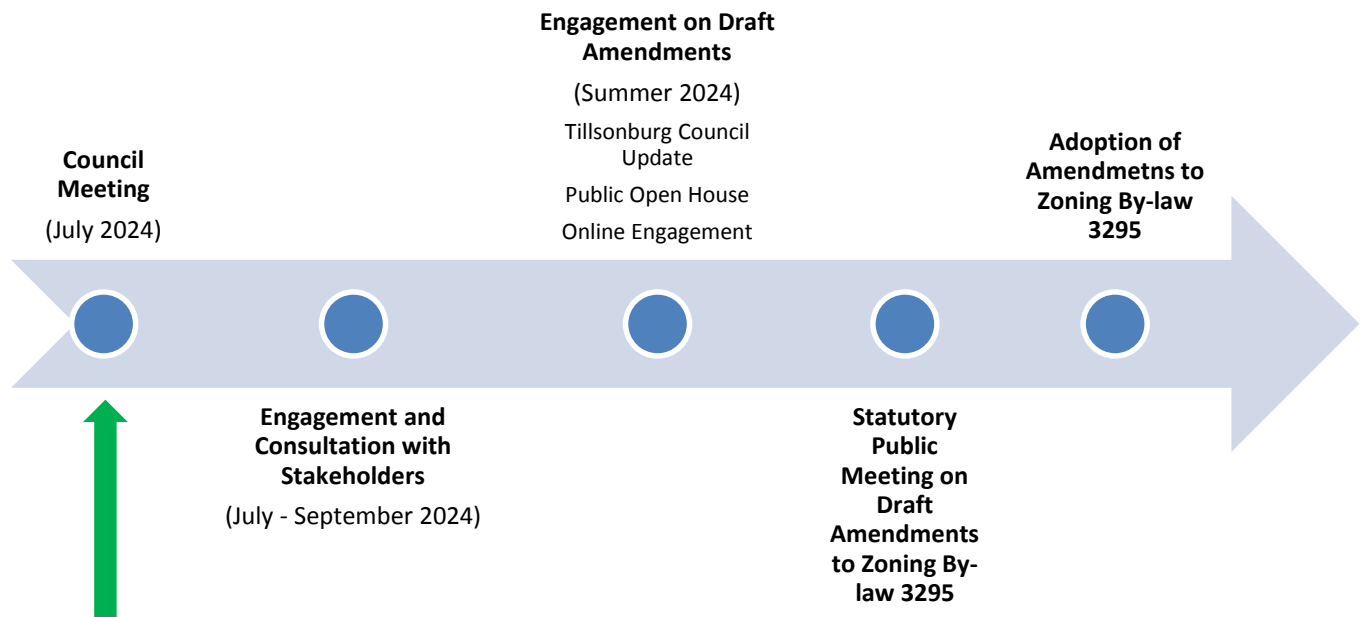 Council
Meeting
(July 2024)
Engagement and
Consultation with
Stakeholders
(July - September 2024)
Engagement on Draft
Amendments
(Summer 2024)
Tillsonburg Council
Update
Public Open House
Online Engagement
Statutory
Public
Meeting on
Draft
Amendments
to Zoning By-
law 3295
Adoption of
Amendmetns to
Zoning By-law
3295